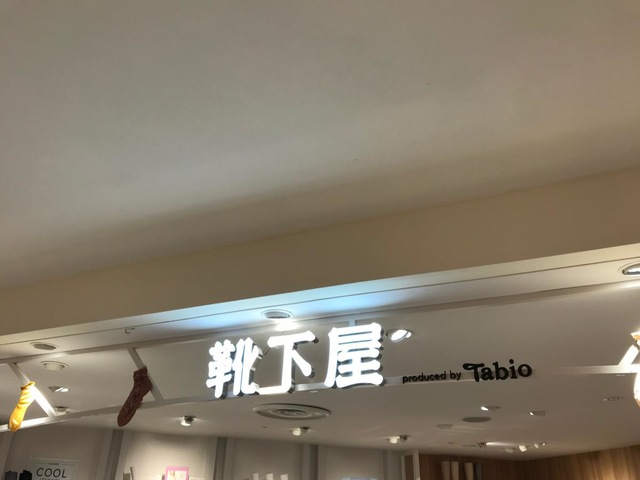 靴下屋 produced by Tabio
COOL